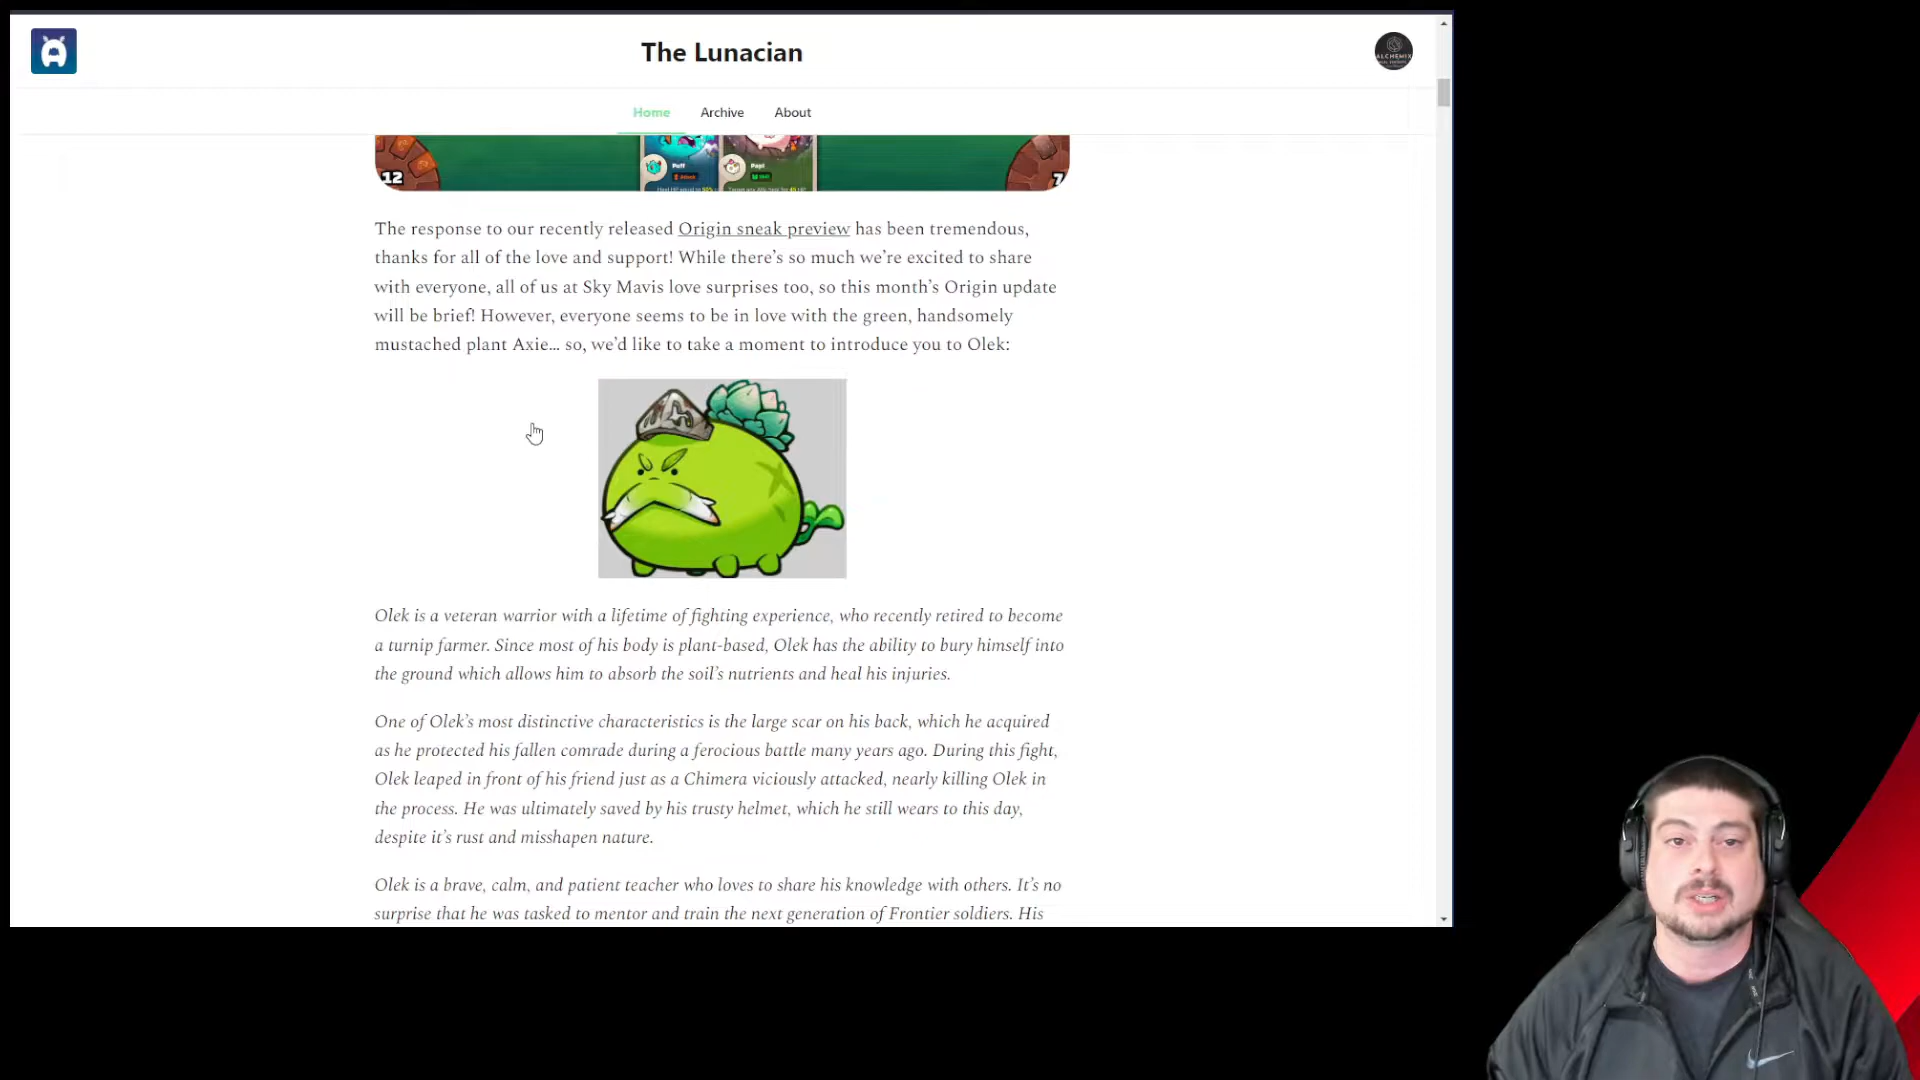 The Lunacian
ALCHEMIX
Home Archive About
Puff
Attack
Popl
Skill
12
7
The response to our recently released Origin sneak preview has been tremendous,
thanks for all of the love and support! While there’s so much we’re excited to share
with everyone, all of us at Sky Mavis love surprises too, so this month’s Origin update
will be brief! However, everyone seems to be in love with the green, handsomely
mustached plant Axie... so, we’d like to take a moment to introduce you to Olek:
Olek is a veteran warrior with a lifetime of fighting experience, who recently retired to become
a turnip farmer. Since most of his body is plant-based, Olek has the ability to bury himself into
the ground which allows him to absorb the soil’s nutrients and heal his injuries.
One of Olek’s most distinctive characteristics is the large scar on his back, which he acquired
as he protected his fallen comrade during a ferocious battle many years ago. During this fight,
Olek leaped in front of his friend just as a Chimera viciously attacked, nearly killing Olek in
the process. He was ultimately saved by his trusty helmet, which he still wears to this day,
despite it’s rust and misshapen nature.
Olek is a brave, calm, and patient teacher who loves to share his knowledge with others. It’s no
surprise that he was tasked to mentor and train the next generation of Frontier soldiers. His